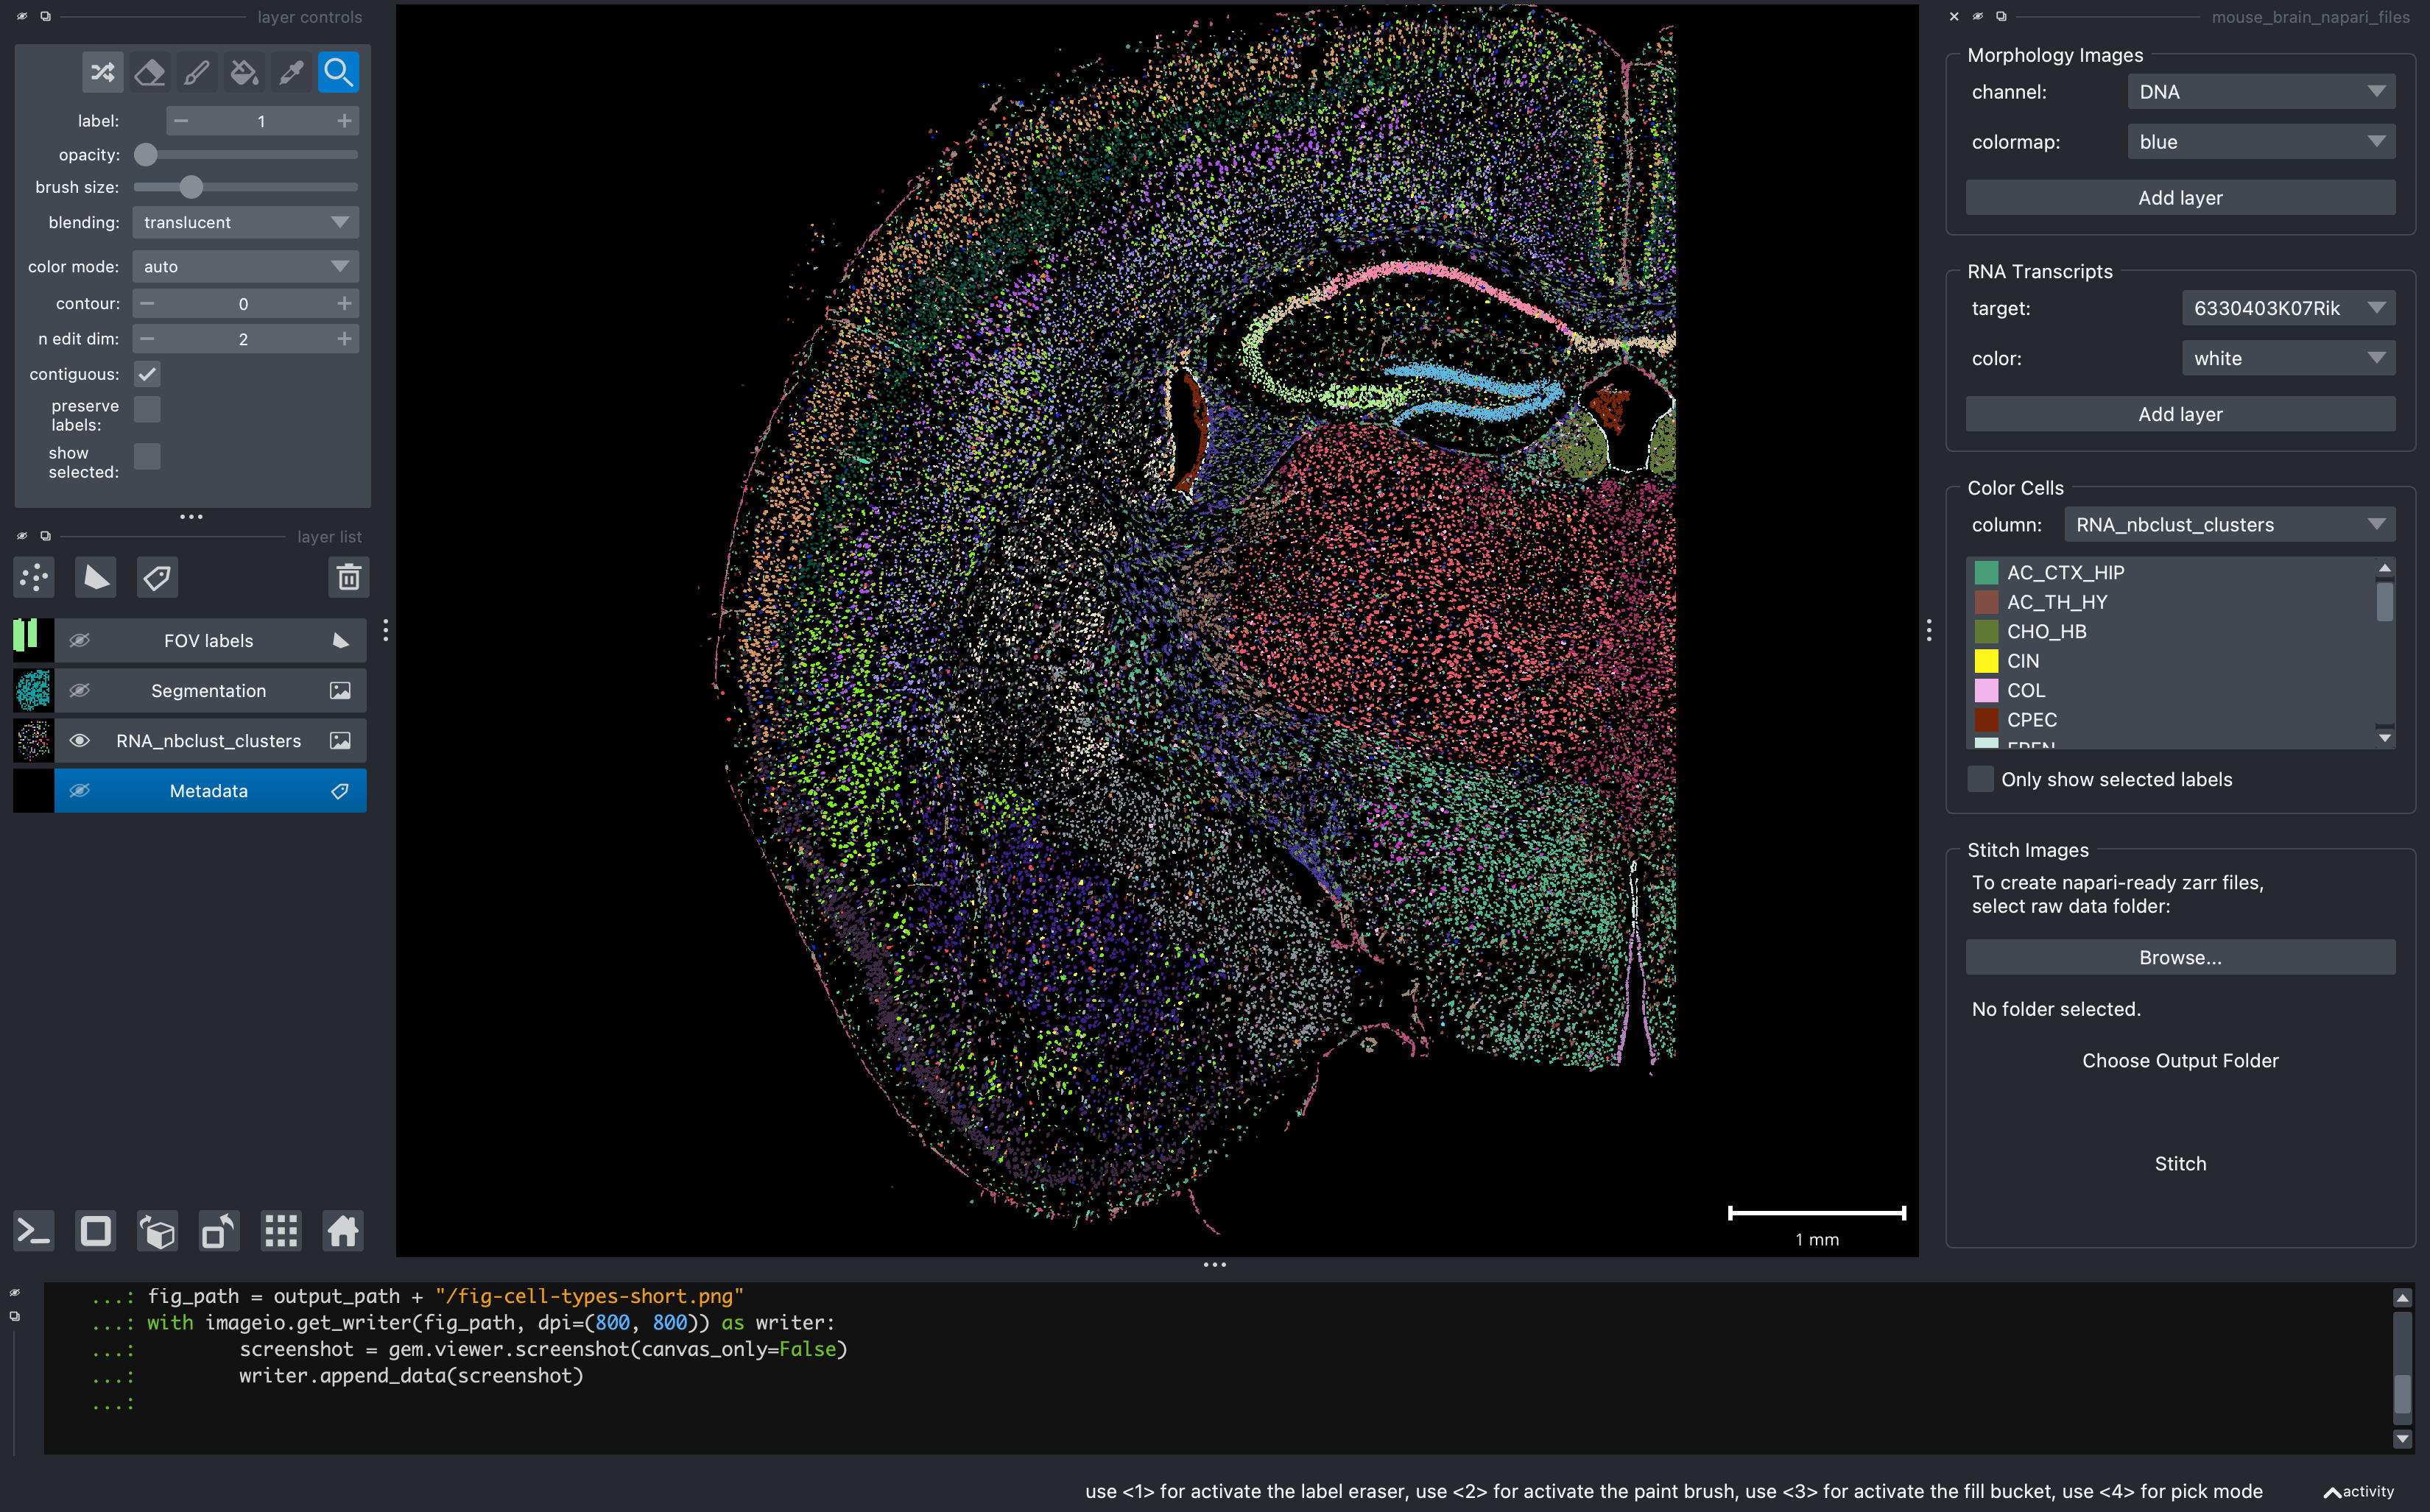 layer controls
label:
1
opacity:
brush size:
blending:
translucent
color mode:
auto
contour:
0
n edit dim:
2
contiguous:
preserve
labels:
show
selected:
layer list
FOV labels
Segmentation
RNA_nbclust_clusters
Metadata
1 mm
mouse_brain_napari_files
Morphology Images
channel:
DNA
colormap:
blue
Add layer
RNA Transcripts
target:
6330403K07Rik
color:
white
Add layer
Color Cells
column:
RNA_nbclust_clusters
AC_CTX_HIP
AC_TH_HY
CHO_HB
CIN
COL
CPEC
Only show selected labels
Stitch Images
To create napari-ready zarr files,
select raw data folder:
Browse...
No folder selected.
Choose Output Folder
Stitch
...: fig_path = output_path + "/fig-cell-types-short.png"
...: with imageio.get_writer(fig_path, dpi=(800, 800)) as writer:
...:         screenshot = gem.viewer.screenshot(canvas_only=False)
...:         writer.append_data(screenshot)
...:
use <1> for activate the label eraser, use <2> for activate the paint brush, use <3> for activate the fill bucket, use <4> for pick mode
activity